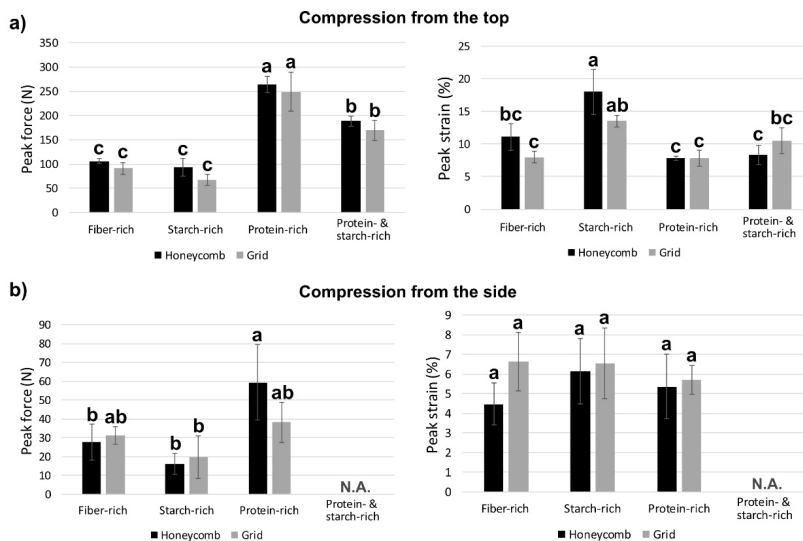 a)
Compression from the top
Peak force (N)
350
300
250
200
150
100
50
0
c c c c a a b b
Fiber-rich Starch-rich Protein-rich Protein- &
starch-rich
Honeycomb Grid
Peak strain (%)
25
20
15
10
5
0
bc c a ab c c c bc
Fiber-rich Starch-rich Protein-rich Protein- &
starch-rich
Honeycomb Grid
b)
Compression from the side
Peak force (N)
90
80
70
60
50
40
30
20
10
0
b ab b b a ab N.A.
Fiber-rich Starch-rich Protein-rich Protein- &
starch-rich
Honeycomb Grid
Peak strain (%)
9
8
7
6
5
4
3
2
1
0
a a a a a a N.A.
Fiber-rich Starch-rich Protein-rich Protein- &
starch-rich
Honeycomb Grid